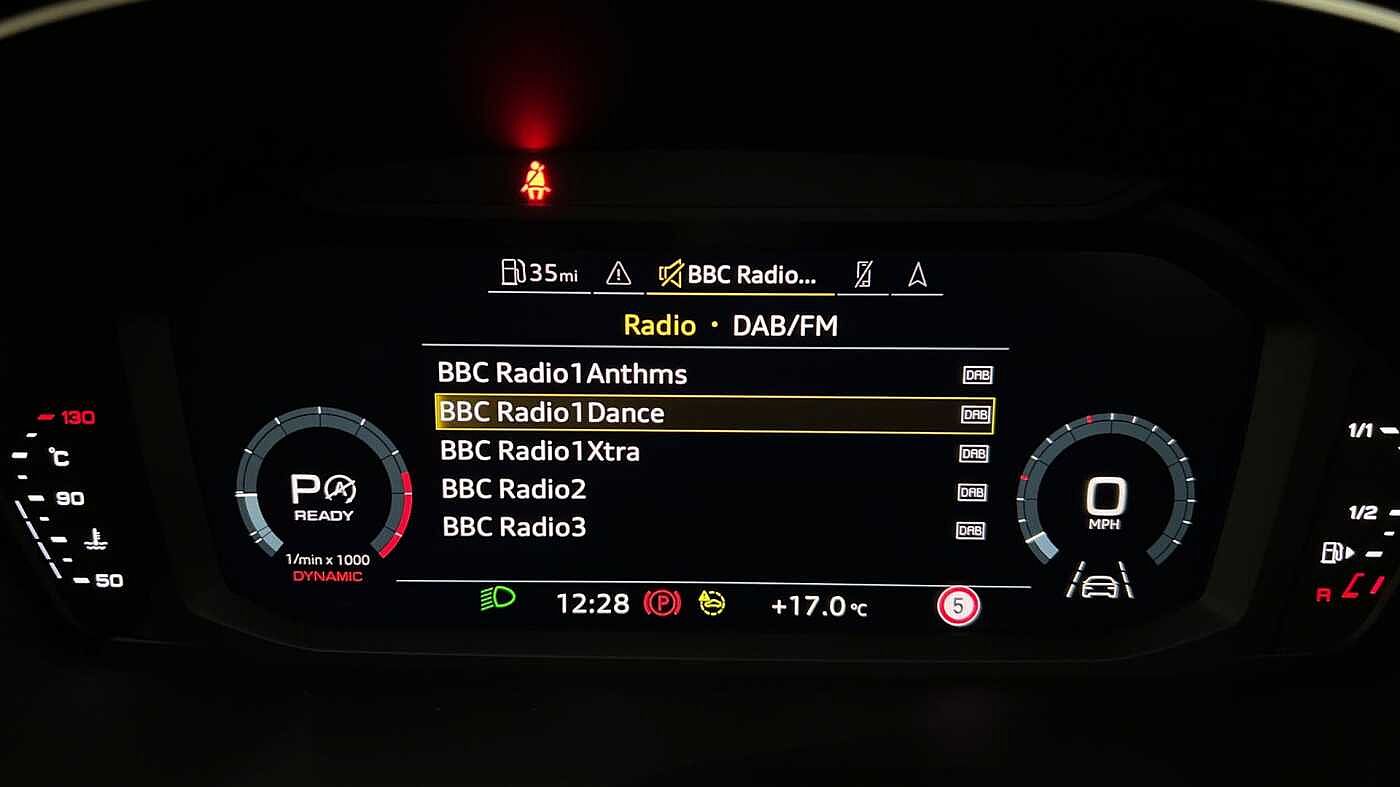 35mi BBC Radio...
Radio • DAB/FM
BBC Radio1Anthms DAB
BBC Radio1Dance DAB
BBC Radio1Xtra DAB
BBC Radio2 DAB
BBC Radio3 DAB
130
°C
90
50
P A
READY
1/min x 1000
DYNAMIC
0
MPH
12:28 P +17.0°C 5
1/1
1/2
R